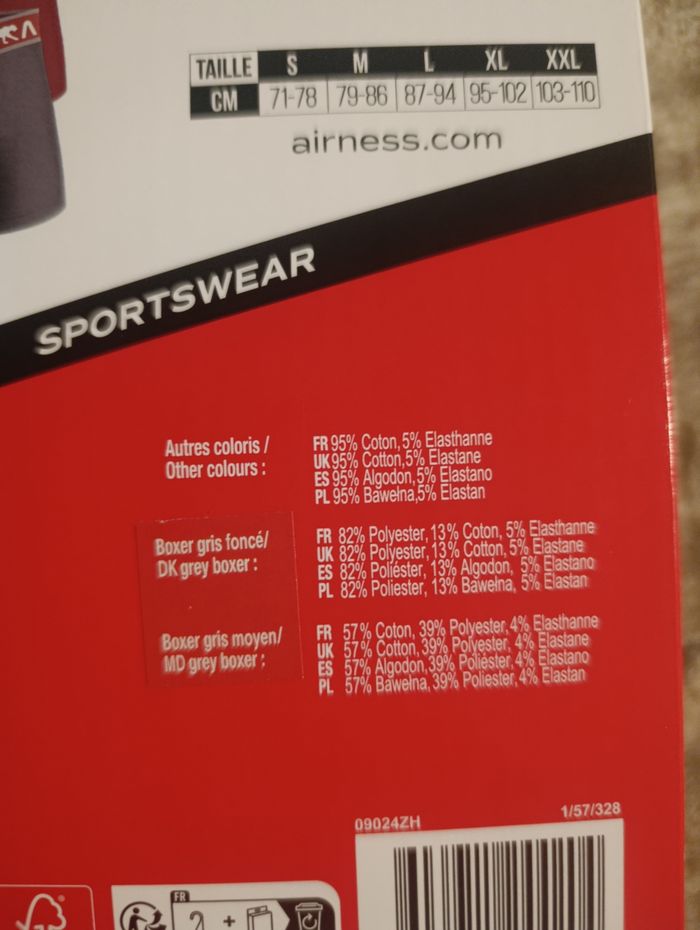 TAILLE S M L XL XXL
CM 71-78 79-86 87-94 95-102 103-110
airness.com
SPORTSWEAR
Autres coloris /
Other colours :
FR 95% Coton, 5% Elasthanne
UK 95% Cotton, 5% Elastane
ES 95% Algodon, 5% Elastano
PL 95% Bawełna, 5% Elastan
Boxer gris foncé/
DK grey boxer :
FR 82% Polyester, 13% Coton, 5% Elasthanne
UK 82% Polyester, 13% Cotton, 5% Elastane
ES 82% Poliéster, 13% Algodon, 5% Elastano
PL 82% Poliester, 13% Bawełna, 5% Elastan
Boxer gris moyen/
MD grey boxer :
FR 57% Coton, 39% Polyester, 4% Elasthanne
UK 57% Cotton, 39% Polyester, 4% Elastane
ES 57% Algodon, 39% Poliéster, 4% Elastano
PL 57% Bawełna, 39% Poliester, 4% Elastan
09024ZH
1/57/328
FR
+